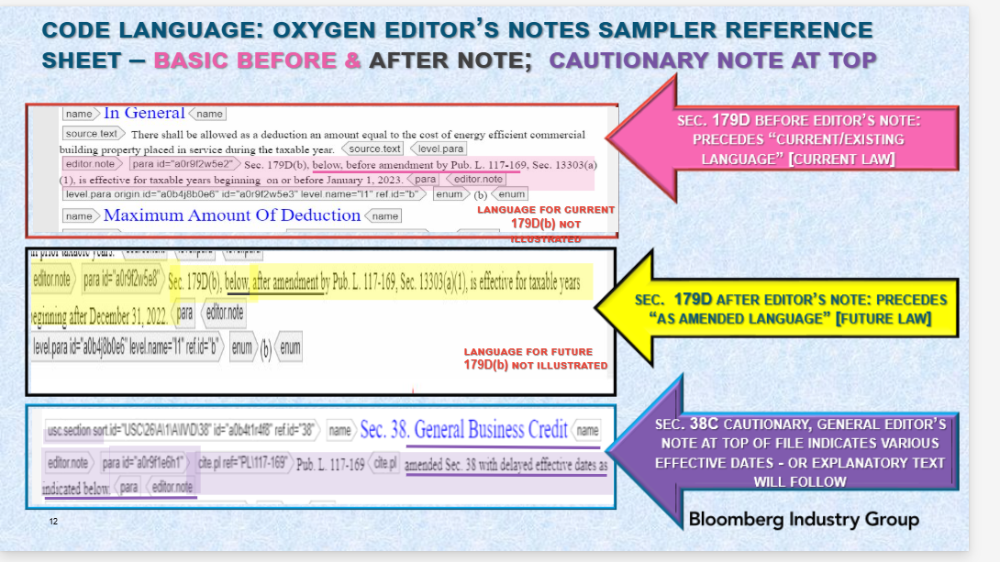 CODE LANGUAGE: OXYGEN EDITOR'S NOTES SAMPLER REFERENCE
SHEET – BASIC BEFORE & AFTER NOTE; CAUTIONARY NOTE AT TOP
name In General name
source.text There shall be allowed as a deduction an amount equal to the cost of energy efficient commercial
building property placed in service during the taxable year. source.text level.para
editor.note para id="a0r9f2w5e2" Sec. 179D(b), below, before amendment by Pub. L. 117-169, Sec. 13303(a)
(1), is effective for taxable years beginning on or before January 1, 2023. para editor.note
level.para origin.id="a0b4j8b0e6" id="a0r9f2w5e3" level.name="l1" ref.id="b" enum (b) enum
name Maximum Amount Of Deduction name
LANGUAGE FOR CURRENT
179D(b) NOT
ILLUSTRATED
SEC. 179D BEFORE EDITOR'S NOTE:
PRECEDES "CURRENT/EXISTING
LANGUAGE" [CURRENT LAW]
in prior taxable years.
editor.note para id="a0r9f2w5e8" Sec. 179D(b), below, after amendment by Pub. L. 117-169, Sec. 13303(a)(1), is effective for taxable years
beginning after December 31, 2022. para editor.note
level.para id="a0b4j8b0e6" level.name="l1" ref.id="b" enum (b) enum
LANGUAGE FOR FUTURE
179D(b) NOT ILLUSTRATED
SEC. 179D AFTER EDITOR'S NOTE: PRECEDES
"AS AMENDED LANGUAGE" [FUTURE LAW]
usc.section sort.id="USC\26\A\1\A\IV\D\38" id="a0b4t1r4f8" ref.id="38" name Sec. 38. General Business Credit name
editor.note para id="a0r9f1e6h1" cite.pl ref="PL\117-169" Pub. L. 117-169 cite.pl amended Sec. 38 with delayed effective dates as
indicated below. para editor.note
SEC. 38C CAUTIONARY, GENERAL EDITOR'S
NOTE AT TOP OF FILE INDICATES VARIOUS
EFFECTIVE DATES - OR EXPLANATORY TEXT
WILL FOLLOW
12
Bloomberg Industry Group